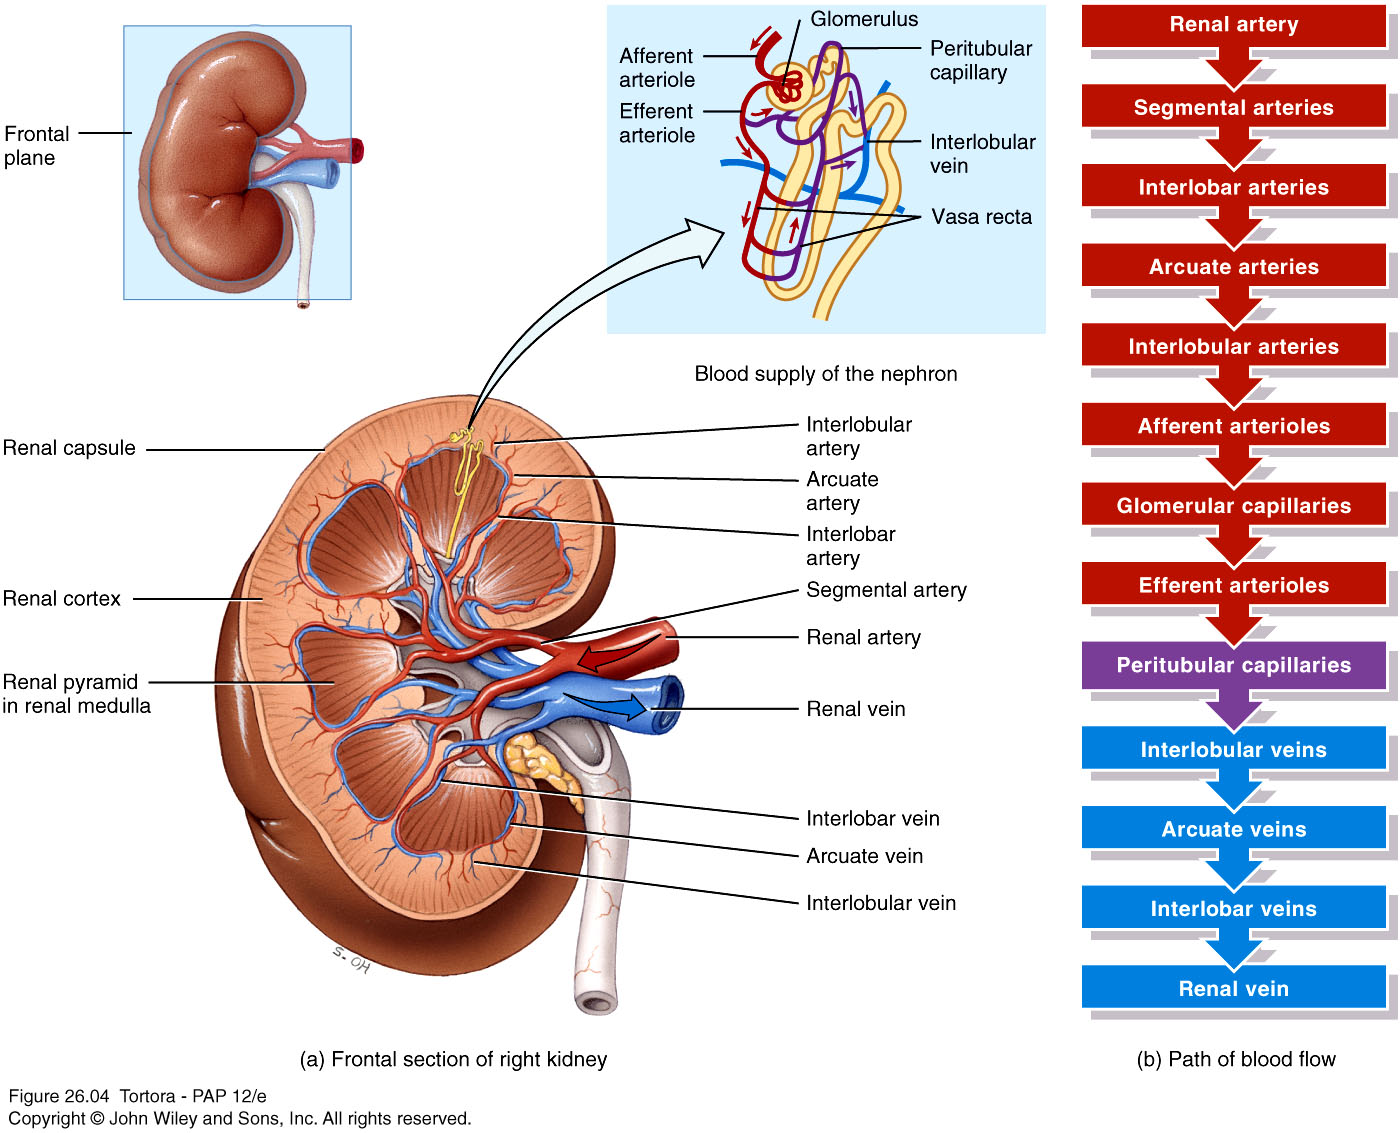 Frontal
plane
Glomerulus
Afferent
arteriole
Efferent
arteriole
Peritubular
capillary
Interlobular
vein
Vasa recta
Blood supply of the nephron
Renal capsule
Renal cortex
Renal pyramid
in renal medulla
Interlobular
artery
Arcuate
artery
Interlobar
artery
Segmental artery
Renal artery
Renal vein
Interlobar vein
Arcuate vein
Interlobular vein
S. OH
(a) Frontal section of right kidney
Renal artery
Segmental arteries
Interlobar arteries
Arcuate arteries
Interlobular arteries
Afferent arterioles
Glomerular capillaries
Efferent arterioles
Peritubular capillaries
Interlobular veins
Arcuate veins
Interlobar veins
Renal vein
(b) Path of blood flow
Figure 26.04 Tortora - PAP 12/e
Copyright © John Wiley and Sons, Inc. All rights reserved.